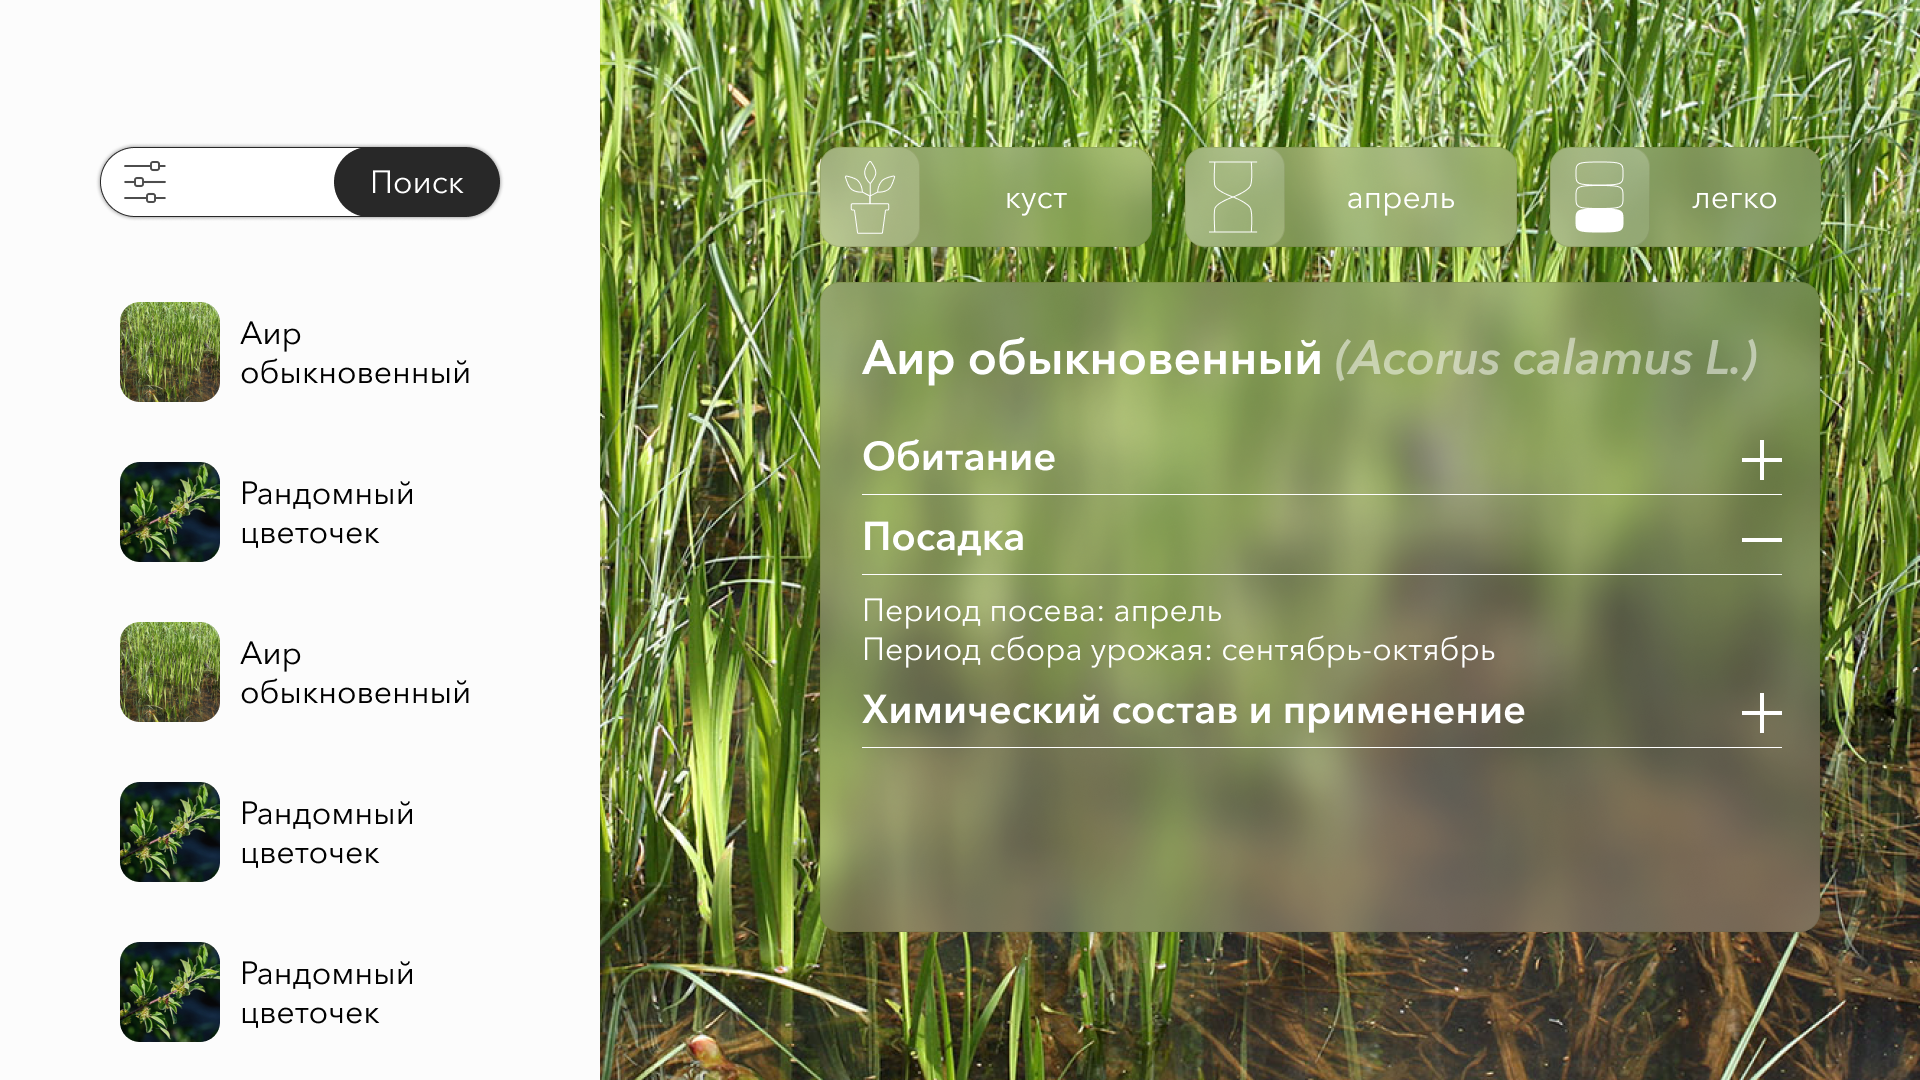 Поиск
Аир
обыкновенный
Рандомный
цветочек
Аир
обыкновенный
Рандомный
цветочек
Рандомный
цветочек
куст
апрель
легко
Аир обыкновенный (Acorus calamus L.)
Обитание
Посадка
Период посева: апрель
Период сбора урожая: сентябрь-октябрь
Химический состав и применение